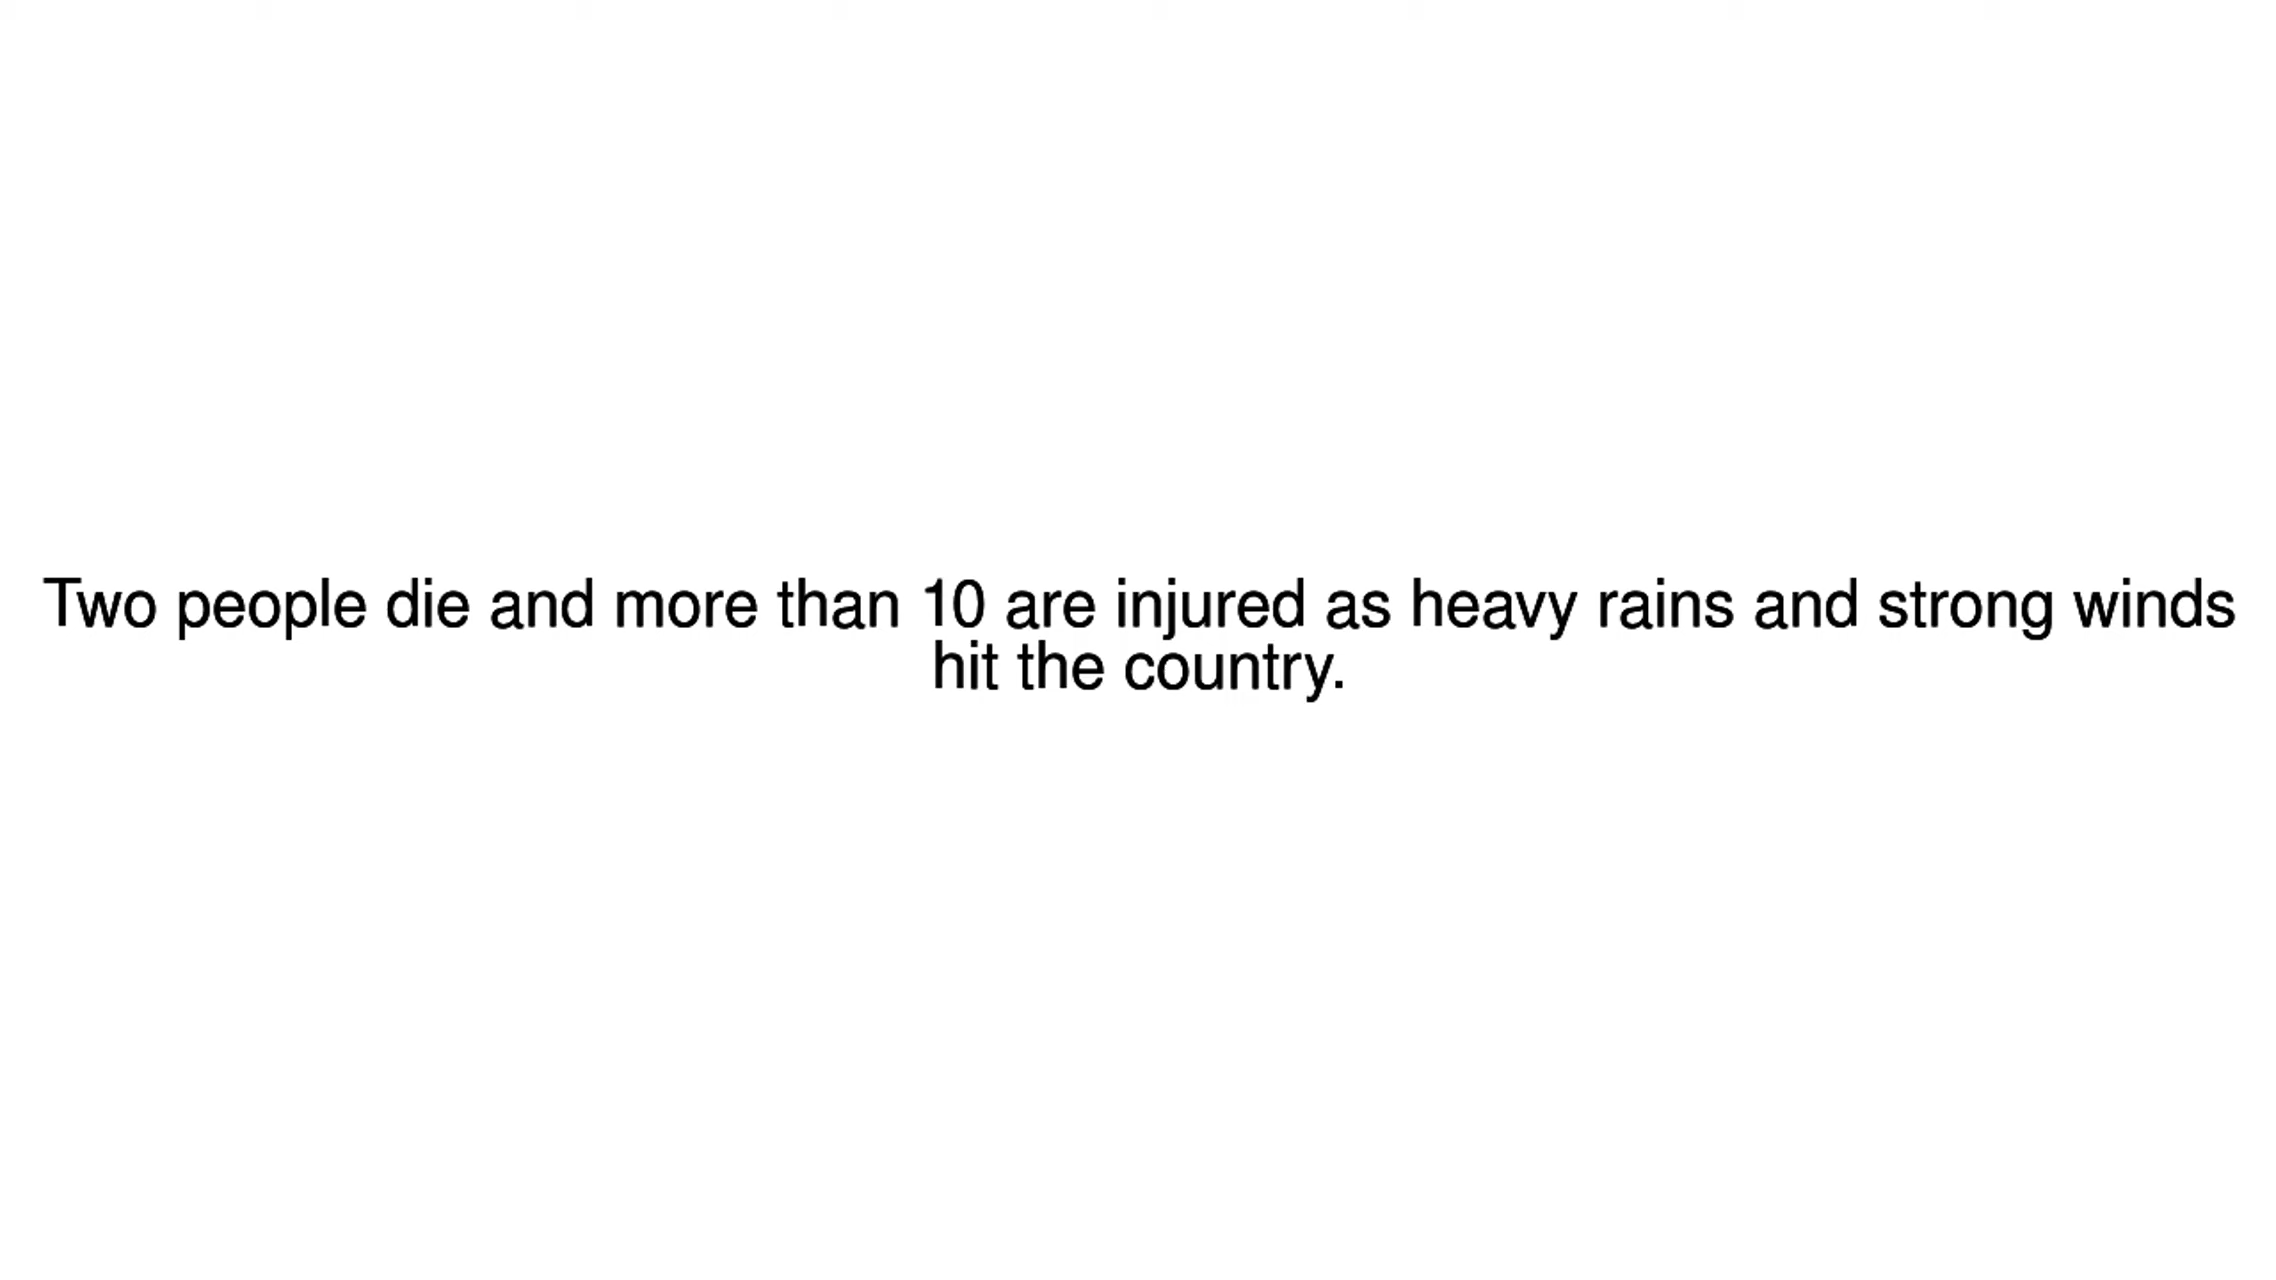 Two people die and more than 10 are injured as heavy rains and strong winds
hit the country.